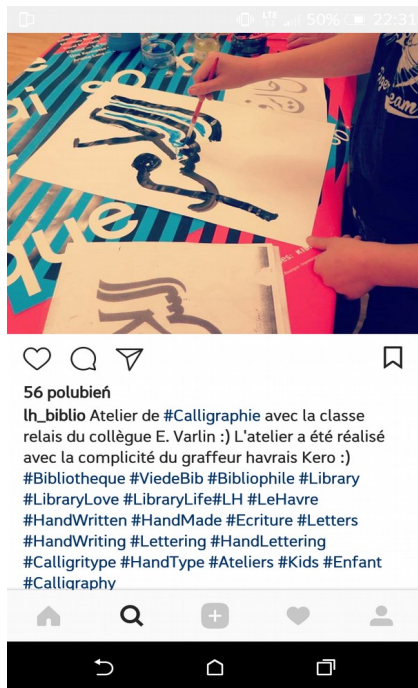 LTE 50% 22:31
que
56 polubień
lh_biblio Atelier de #Calligraphie avec la classe
relais du collègue E. Varlin :) L'atelier a été réalisé
avec la complicité du graffeur havrais Kero :)
#Bibliotheque #ViedeBib #Bibliophile #Library
#LibraryLove #LibraryLife#LH #LeHavre
#HandWritten #HandMade #Ecriture #Letters
#HandWriting #Lettering #HandLettering
#Calligritype #HandType #Ateliers #Kids #Enfant
#Calligraphy